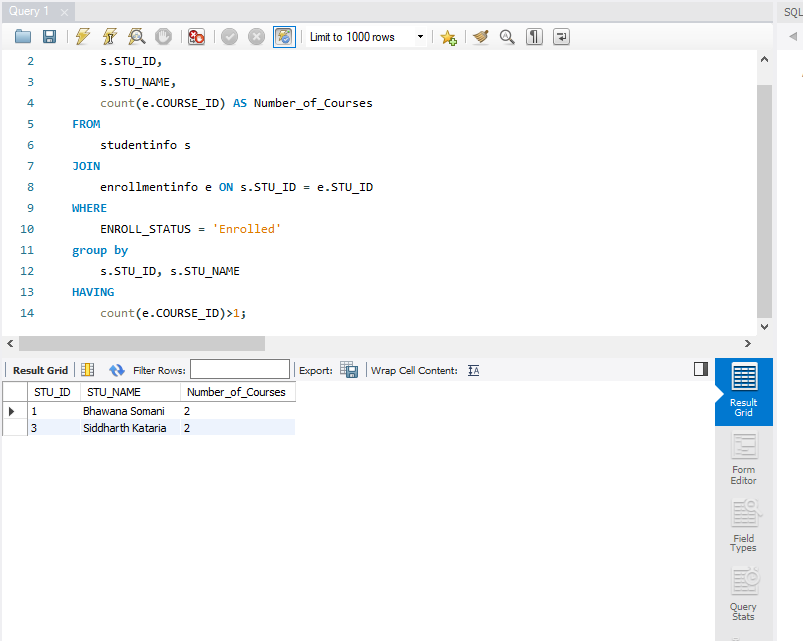 Query 1
SQL
Limit to 1000 rows
2 s.STU_ID,
3 s.STU_NAME,
4 count(e.COURSE_ID) AS Number_of_Courses
5 FROM
6 studentinfo s
7 JOIN
8 enrollmentinfo e ON s.STU_ID = e.STU_ID
9 WHERE
10 ENROLL_STATUS = 'Enrolled'
11 group by
12 s.STU_ID, s.STU_NAME
13 HAVING
14 count(e.COURSE_ID)>1;
Result Grid Filter Rows: Export: Wrap Cell Content:
STU_ID STU_NAME Number_of_Courses
1 Bhawana Somani 2
3 Siddharth Kataria 2
Result
Grid
Form
Editor
Field
Types
Query
Stats